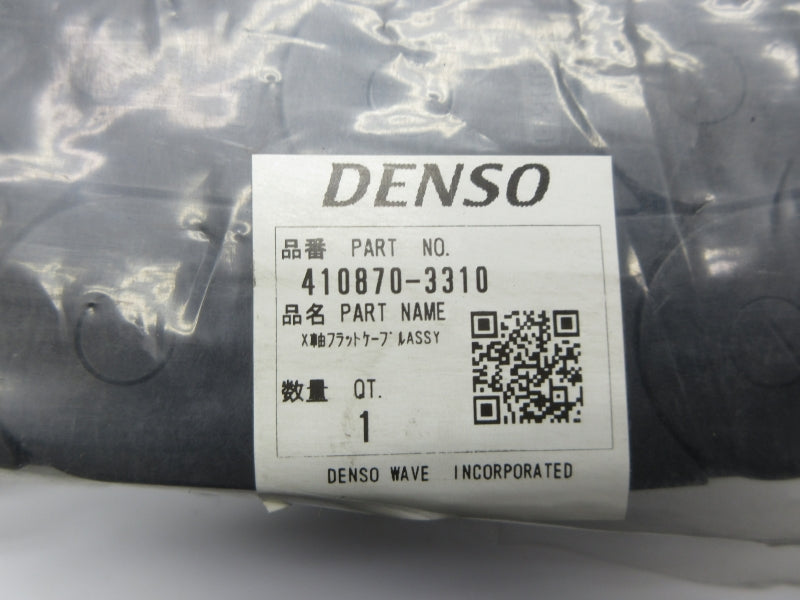 DENSO
品番 PART NO.
410870-3310
品名 PART NAME
X軸フラットケーブルASSY
数量 QT.
1
DENSO WAVE INCORPORATED